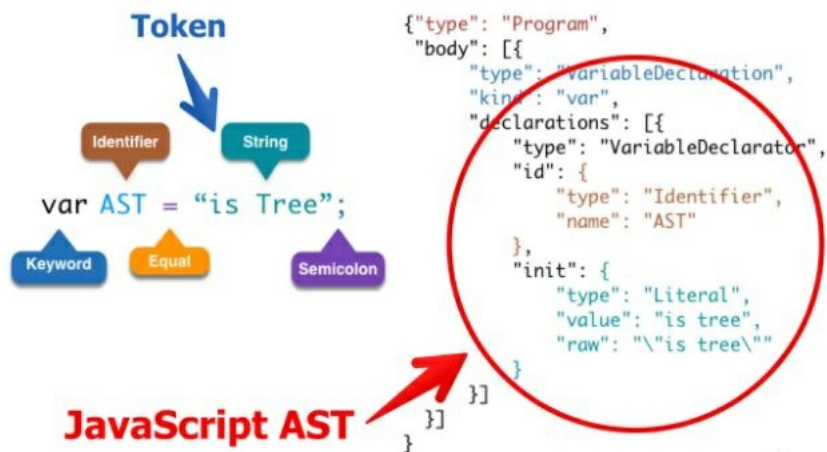 Token
Identifier
String
var AST = “is Tree”;
Keyword
Equal
Semicolon
JavaScript AST
{"type": "Program",
"body": [{
"type": "VariableDeclaration",
"kind": "var",
"declarations": [{
"type": "VariableDeclarator",
"id": {
"type": "Identifier",
"name": "AST"
},
"init": {
"type": "Literal",
"value": "is tree",
"raw": "\"is tree\""
}
}]
}]
}